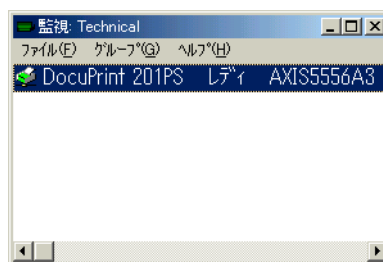 監視: Technical
ﾌｧｲﾙ(F) ｸﾞﾙｰﾌﾟ(G) ﾍﾙﾌﾟ(H)
DocuPrint 201PS ﾚﾃﾞｨ AXIS5556A3